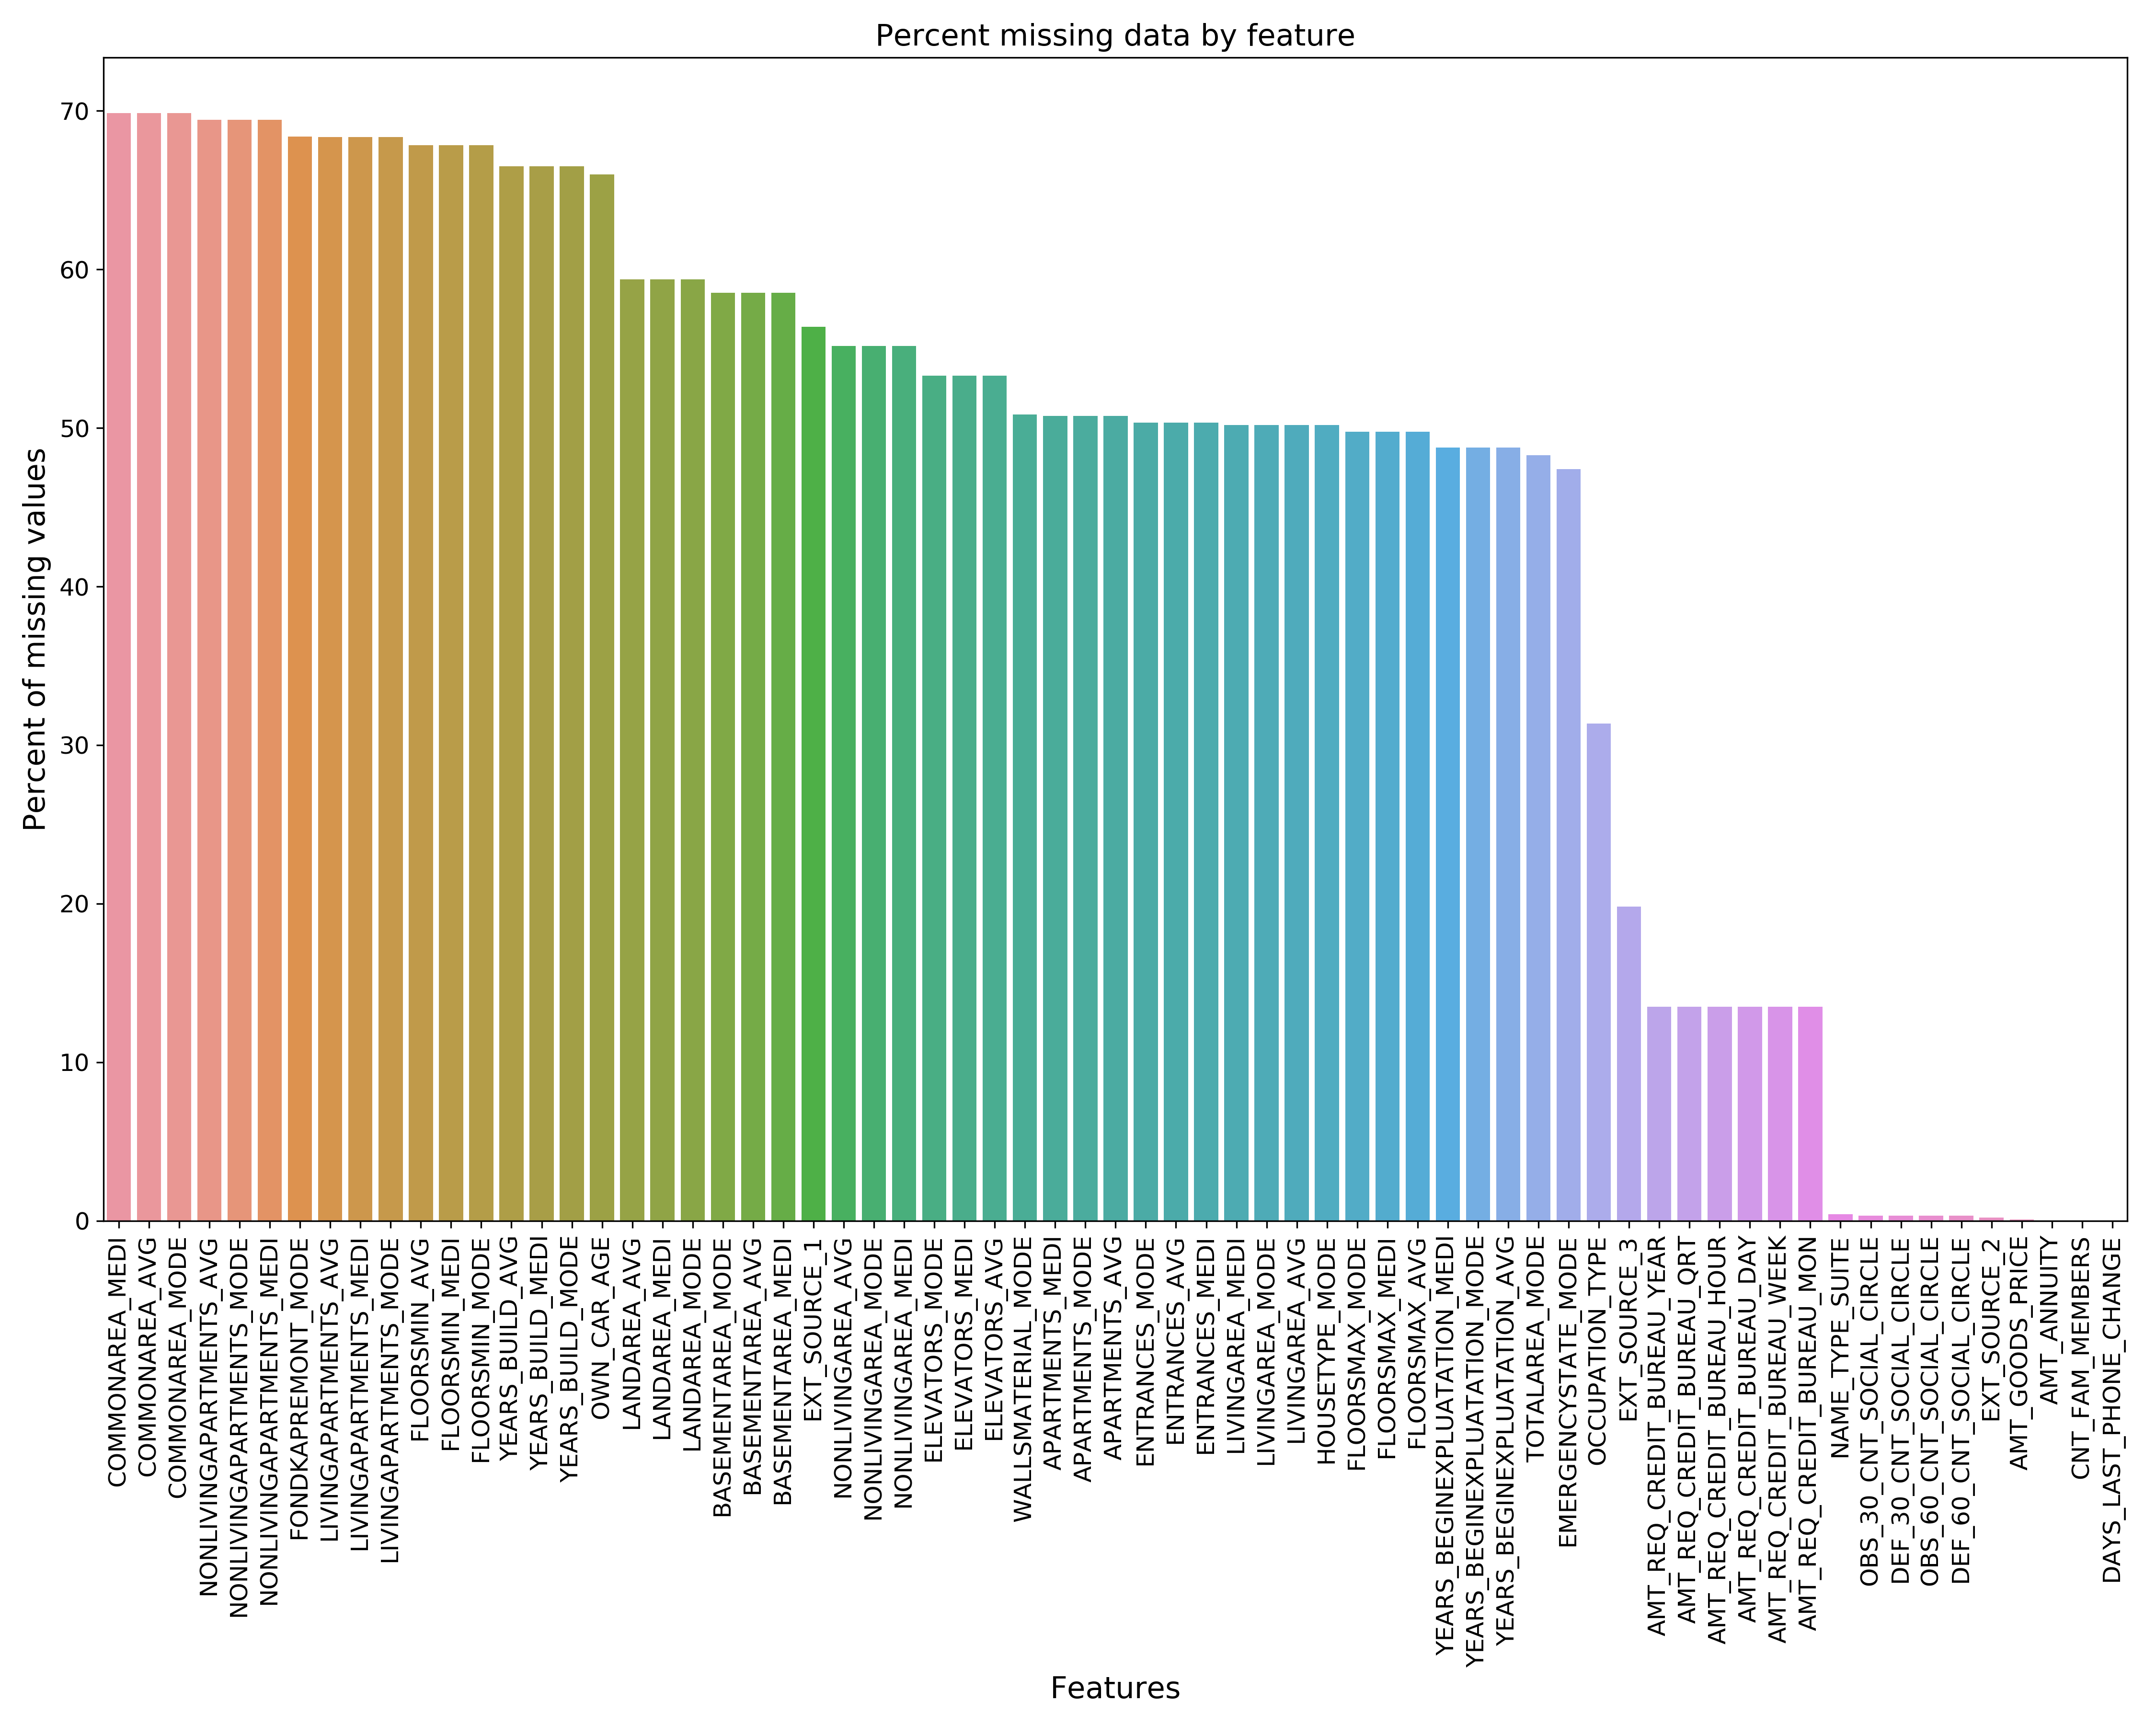 Percent missing data by feature
Percent of missing values
70
60
50
40
30
20
10
0
COMMONAREA_MEDI
COMMONAREA_AVG
COMMONAREA_MODE
NONLIVINGAPARTMENTS_AVG
NONLIVINGAPARTMENTS_MODE
NONLIVINGAPARTMENTS_MEDI
FONDKAPREMONT_MODE
LIVINGAPARTMENTS_AVG
LIVINGAPARTMENTS_MEDI
LIVINGAPARTMENTS_MODE
FLOORSMIN_AVG
FLOORSMIN_MEDI
FLOORSMIN_MODE
YEARS_BUILD_AVG
YEARS_BUILD_MEDI
YEARS_BUILD_MODE
OWN_CAR_AGE
LANDAREA_AVG
LANDAREA_MEDI
LANDAREA_MODE
BASEMENTAREA_MODE
BASEMENTAREA_AVG
BASEMENTAREA_MEDI
EXT_SOURCE_1
NONLIVINGAREA_AVG
NONLIVINGAREA_MODE
NONLIVINGAREA_MEDI
ELEVATORS_MODE
ELEVATORS_MEDI
ELEVATORS_AVG
WALLSMATERIAL_MODE
APARTMENTS_MEDI
APARTMENTS_MODE
APARTMENTS_AVG
ENTRANCES_MODE
ENTRANCES_AVG
ENTRANCES_MEDI
LIVINGAREA_MEDI
LIVINGAREA_MODE
LIVINGAREA_AVG
HOUSETYPE_MODE
FLOORSMAX_MODE
FLOORSMAX_MEDI
FLOORSMAX_AVG
YEARS_BEGINEXPLUATATION_MEDI
YEARS_BEGINEXPLUATATION_MODE
YEARS_BEGINEXPLUATATION_AVG
TOTALAREA_MODE
EMERGENCYSTATE_MODE
OCCUPATION_TYPE
EXT_SOURCE_3
AMT_REQ_CREDIT_BUREAU_YEAR
AMT_REQ_CREDIT_BUREAU_QRT
AMT_REQ_CREDIT_BUREAU_HOUR
AMT_REQ_CREDIT_BUREAU_DAY
AMT_REQ_CREDIT_BUREAU_WEEK
AMT_REQ_CREDIT_BUREAU_MON
NAME_TYPE_SUITE
OBS_30_CNT_SOCIAL_CIRCLE
DEF_30_CNT_SOCIAL_CIRCLE
OBS_60_CNT_SOCIAL_CIRCLE
DEF_60_CNT_SOCIAL_CIRCLE
EXT_SOURCE_2
AMT_GOODS_PRICE
AMT_ANNUITY
CNT_FAM_MEMBERS
DAYS_LAST_PHONE_CHANGE
Features